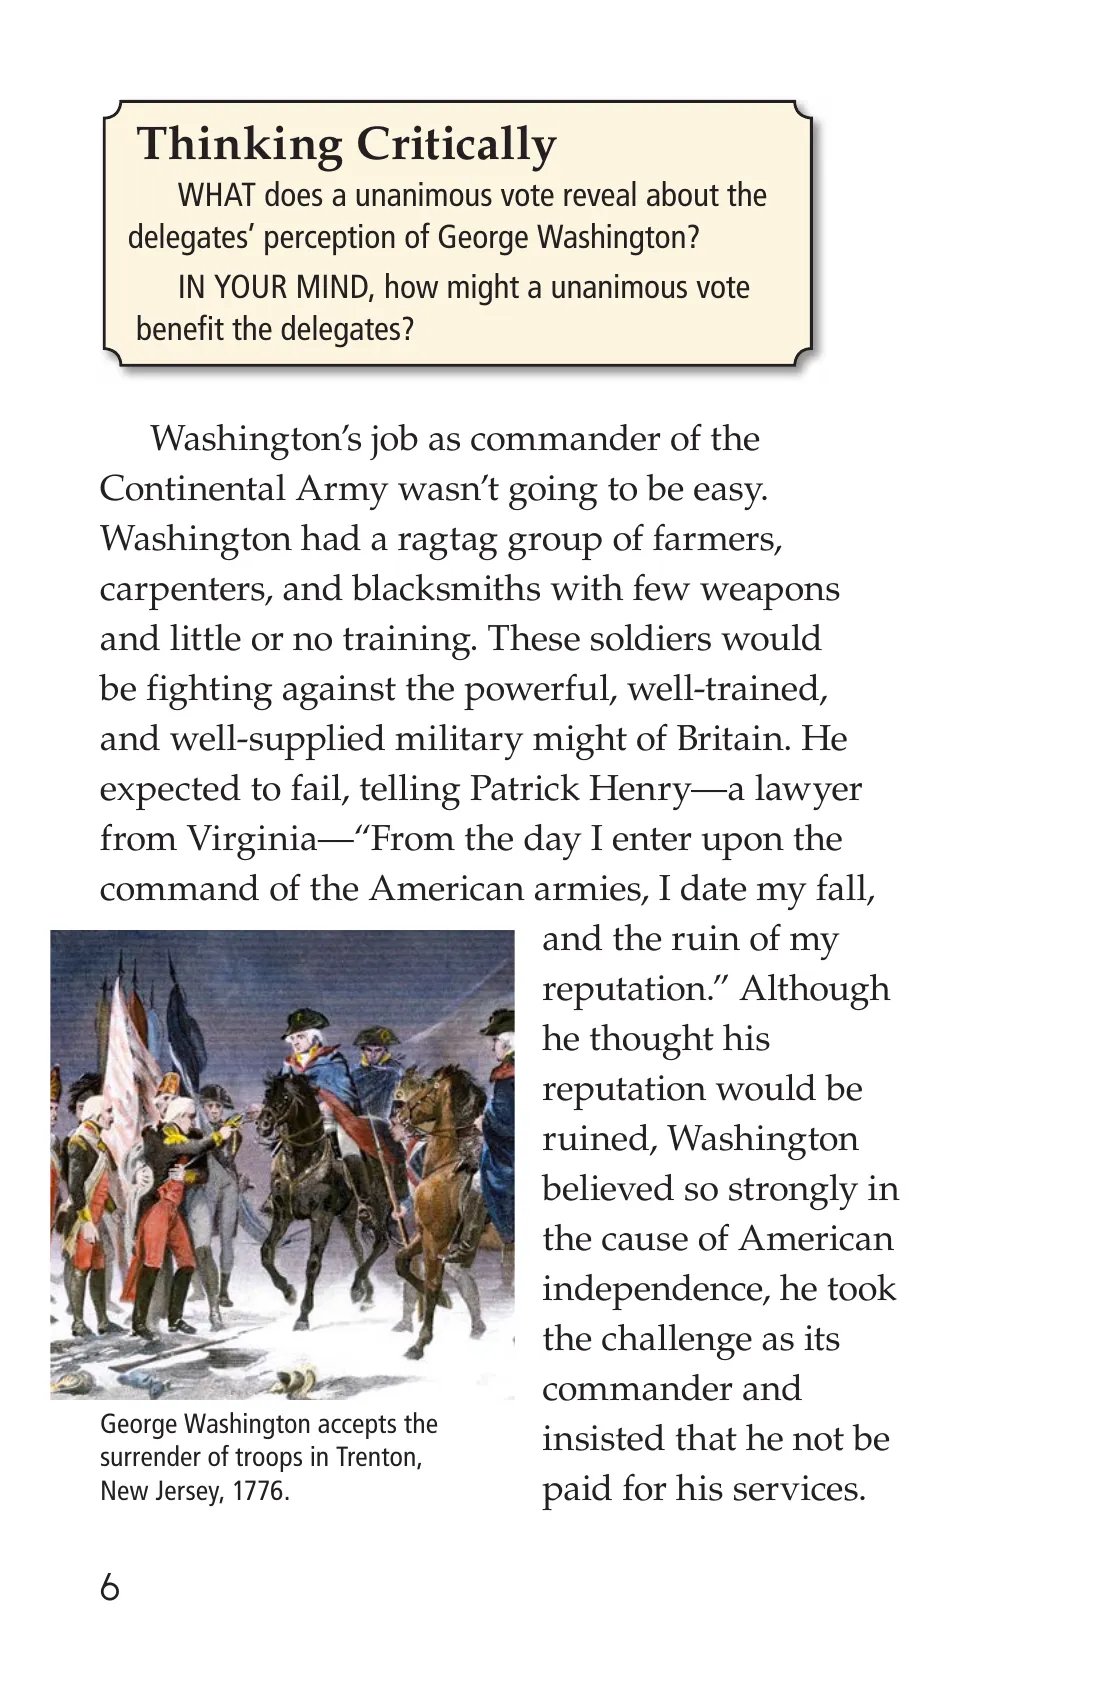 Thinking Critically
WHAT does a unanimous vote reveal about the
delegates’ perception of George Washington?
IN YOUR MIND, how might a unanimous vote
benefit the delegates?
Washington’s job as commander of the
Continental Army wasn’t going to be easy.
Washington had a ragtag group of farmers,
carpenters, and blacksmiths with few weapons
and little or no training. These soldiers would
be fighting against the powerful, well-trained,
and well-supplied military might of Britain. He
expected to fail, telling Patrick Henry—a lawyer
from Virginia—“From the day I enter upon the
command of the American armies, I date my fall,
and the ruin of my
reputation.” Although
he thought his
reputation would be
ruined, Washington
believed so strongly in
the cause of American
independence, he took
the challenge as its
commander and
insisted that he not be
paid for his services.
George Washington accepts the
surrender of troops in Trenton,
New Jersey, 1776.
6